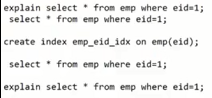 explain select * from emp where eid=1;
select * from emp where eid=1;
create index emp_eid_idx on emp(eid);
select * from emp where eid=1;
explain select * from emp where eid=1;